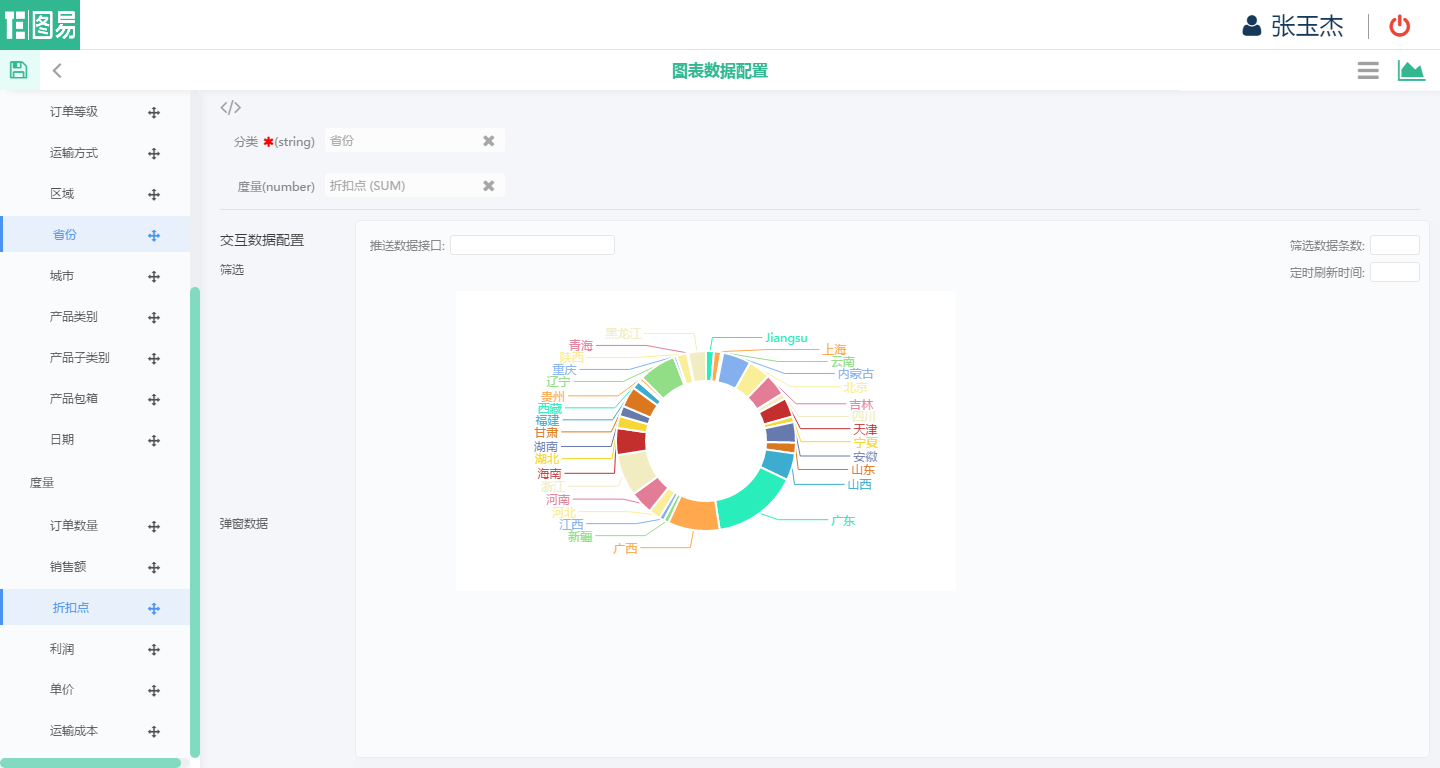 图易
张玉杰
图表数据配置
订单等级
运输方式
区域
省份
城市
产品类别
产品子类别
产品包箱
日期
度量
订单数量
销售额
折扣点
利润
单价
运输成本
</>
分类 ✱(string)
省份
度量(number)
折扣点 (SUM)
交互数据配置
筛选
弹窗数据
推送数据接口:
筛选数据条数:
定时刷新时间:
Jiangsu
上海
云南
内蒙古
北京
吉林
四川
天津
宁夏
安徽
山东
山西
广东
广西
新疆
江西
河北
河南
浙江
海南
湖北
湖南
甘肃
福建
西藏
贵州
辽宁
重庆
陕西
青海
黑龙江